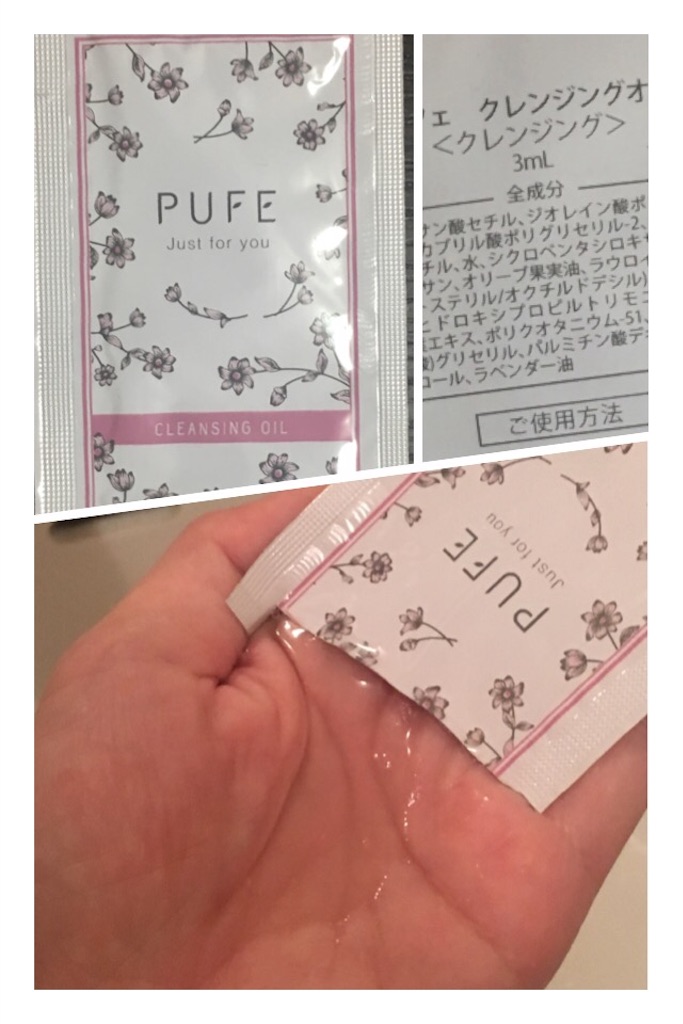 PUFE
Just for you
CLEANSING OIL
ェ クレンジングオ
<クレンジング>
3mL
全成分
サン酸セチル、ジオレイン酸ポ
カプリル酸ポリグリセリル-2、
チル、水、シクロペンタシロキサ
サン、オリーブ果実油、ラウロイ
ステリル/オクチルドデシル)
ヒドロキシプロピルトリモニ
エキス、ポリクオタニウム-51、
)グリセリル、パルミチン酸デキ
コール、ラベンダー油
ご使用方法
PUFE
Just for you